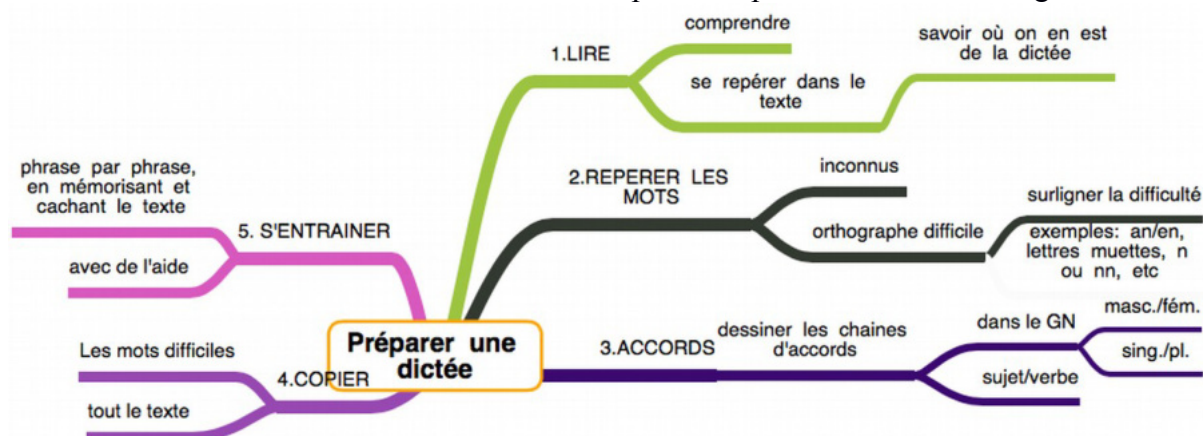 comprendre
1.LIRE
savoir où on en est
de la dictée
se repérer dans le
texte
2.REPERER LES
MOTS
inconnus
orthographe difficile
surligner la difficulté
exemples: an/en,
lettres muettes, n
ou nn, etc
3.ACCORDS
dessiner les chaines
d'accords
dans le GN
masc./fém.
sing./pl.
sujet/verbe
Préparer une
dictée
4.COPIER
Les mots difficiles
tout le texte
5. S'ENTRAINER
phrase par phrase,
en mémorisant et
cachant le texte
avec de l'aide